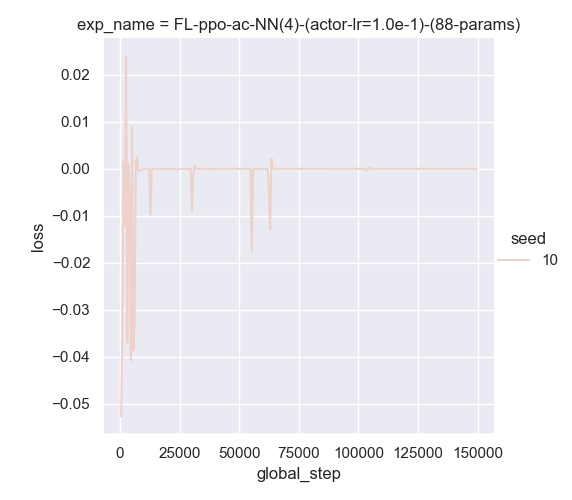 exp_name = FL-ppo-ac-NN(4)-(actor-lr=1.0e-1)-(88-params)
0.02
0.01
0.00
−0.01
−0.02
−0.03
−0.04
−0.05
loss
0 25000 50000 75000 100000 125000 150000
global_step
seed
10